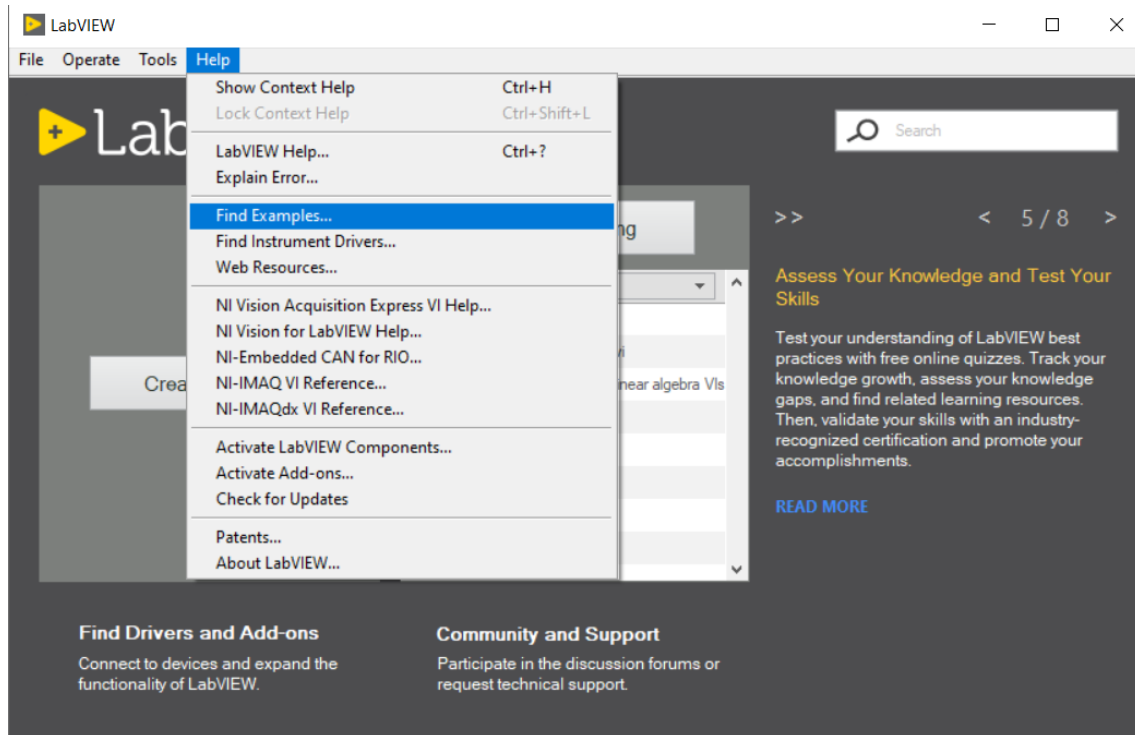 LabVIEW
File Operate Tools Help
Show Context Help Ctrl+H
Lock Context Help Ctrl+Shift+L
LabVIEW Help... Ctrl+?
Explain Error...
Find Examples...
Find Instrument Drivers...
Web Resources...
NI Vision Acquisition Express VI Help...
NI Vision for LabVIEW Help...
NI-Embedded CAN for RIO...
NI-IMAQ VI Reference...
NI-IMAQdx VI Reference...
Activate LabVIEW Components...
Activate Add-ons...
Check for Updates
Patents...
About LabVIEW...
Lab
Search
Crea
ng
vi
near algebra VIs
>> < 5 / 8 >
Assess Your Knowledge and Test Your
Skills
Test your understanding of LabVIEW best
practices with free online quizzes. Track your
knowledge growth, assess your knowledge
gaps, and find related learning resources.
Then, validate your skills with an industry-
recognized certification and promote your
accomplishments.
READ MORE
Find Drivers and Add-ons
Connect to devices and expand the
functionality of LabVIEW.
Community and Support
Participate in the discussion forums or
request technical support.